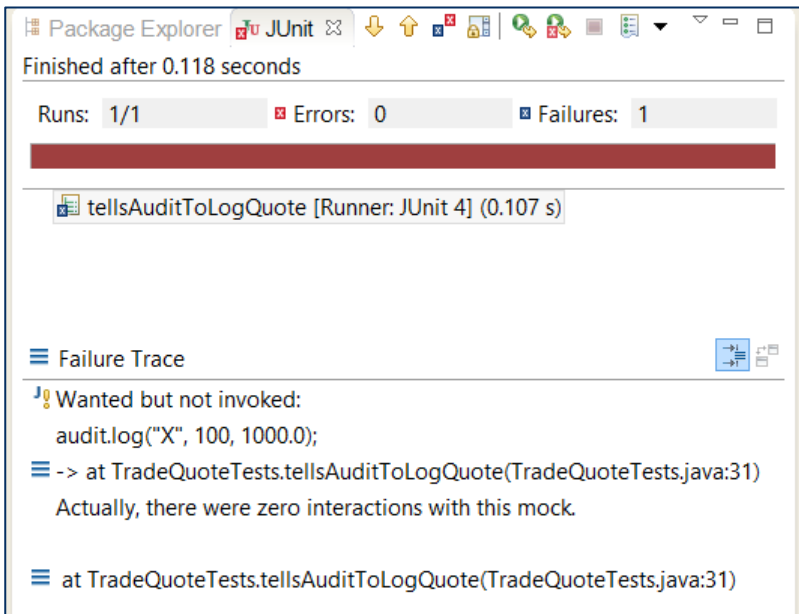 Package Explorer JUnit
Finished after 0.118 seconds
Runs: 1/1 Errors: 0 Failures: 1
tellsAuditToLogQuote [Runner: JUnit 4] (0.107 s)
Failure Trace
Wanted but not invoked:
audit.log("X", 100, 1000.0);
-> at TradeQuoteTests.tellsAuditToLogQuote(TradeQuoteTests.java:31)
Actually, there were zero interactions with this mock.
at TradeQuoteTests.tellsAuditToLogQuote(TradeQuoteTests.java:31)